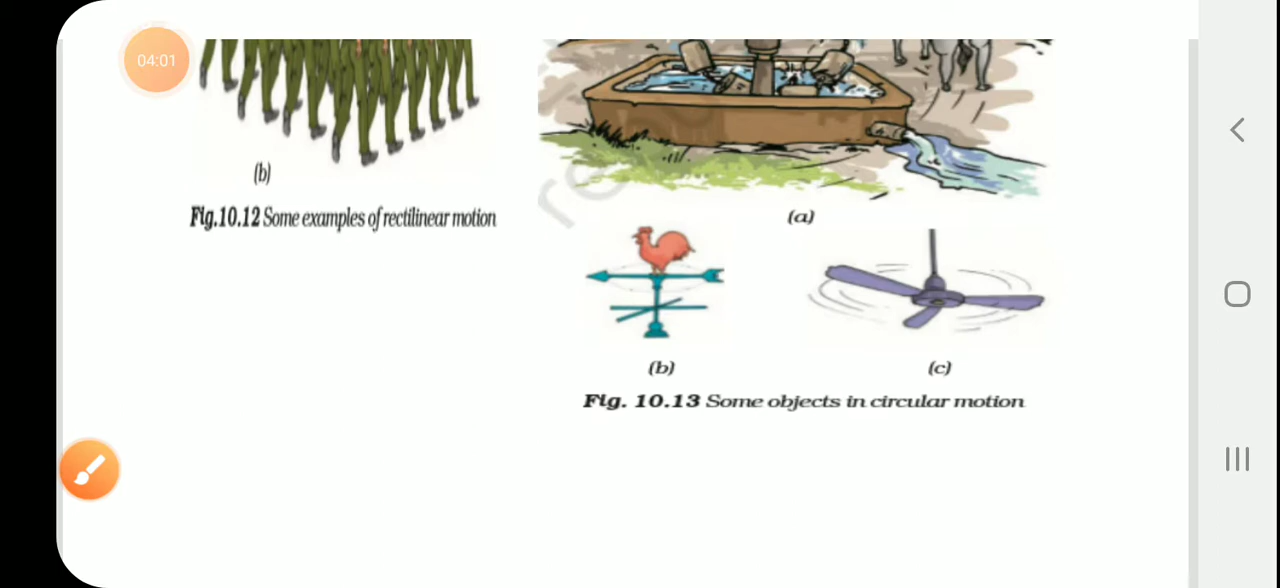 04:01
(b)
Fig.10.12 Some examples of rectilinear motion
(a)
(b)
(c)
Fig. 10.13 Some objects in circular motion